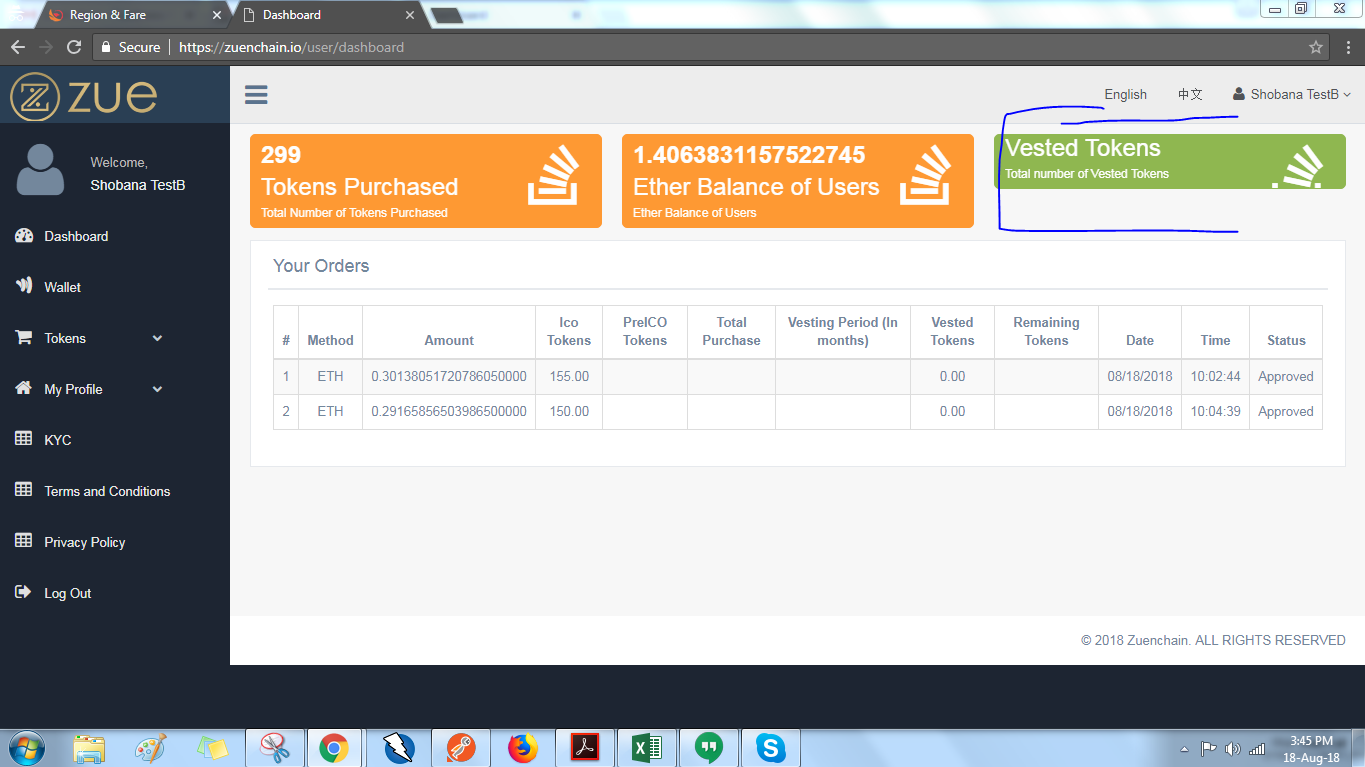 Region & Fare
Dashboard
Secure https://zuenchain.io/user/dashboard
ZUE
English 中文 Shobana TestB
Welcome,
Shobana TestB
Dashboard
Wallet
Tokens
My Profile
KYC
Terms and Conditions
Privacy Policy
Log Out
299
Tokens Purchased
Total Number of Tokens Purchased
1.4063831157522745
Ether Balance of Users
Ether Balance of Users
Vested Tokens
Total number of Vested Tokens
Your Orders
# Method Amount Ico Tokens PreICO Tokens Total Purchase Vesting Period (In months) Vested Tokens Remaining Tokens Date Time Status
1 ETH 0.30138051720786050000 155.00 0.00 08/18/2018 10:02:44 Approved
2 ETH 0.29165856503986500000 150.00 0.00 08/18/2018 10:04:39 Approved
© 2018 Zuenchain. ALL RIGHTS RESERVED
3:45 PM
18-Aug-18